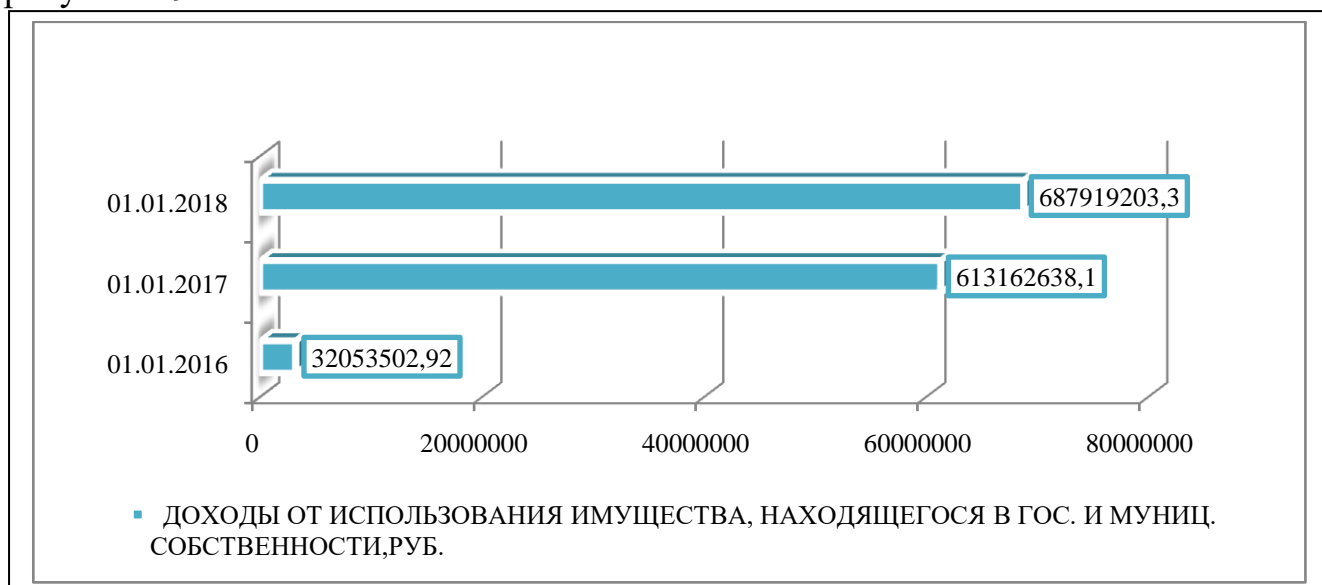 01.01.2018
687919203,3
01.01.2017
613162638,1
01.01.2016
32053502,92
0 20000000 40000000 60000000 80000000
ДОХОДЫ ОТ ИСПОЛЬЗОВАНИЯ ИМУЩЕСТВА, НАХОДЯЩЕГОСЯ В ГОС. И МУНИЦ.
СОБСТВЕННОСТИ,РУБ.